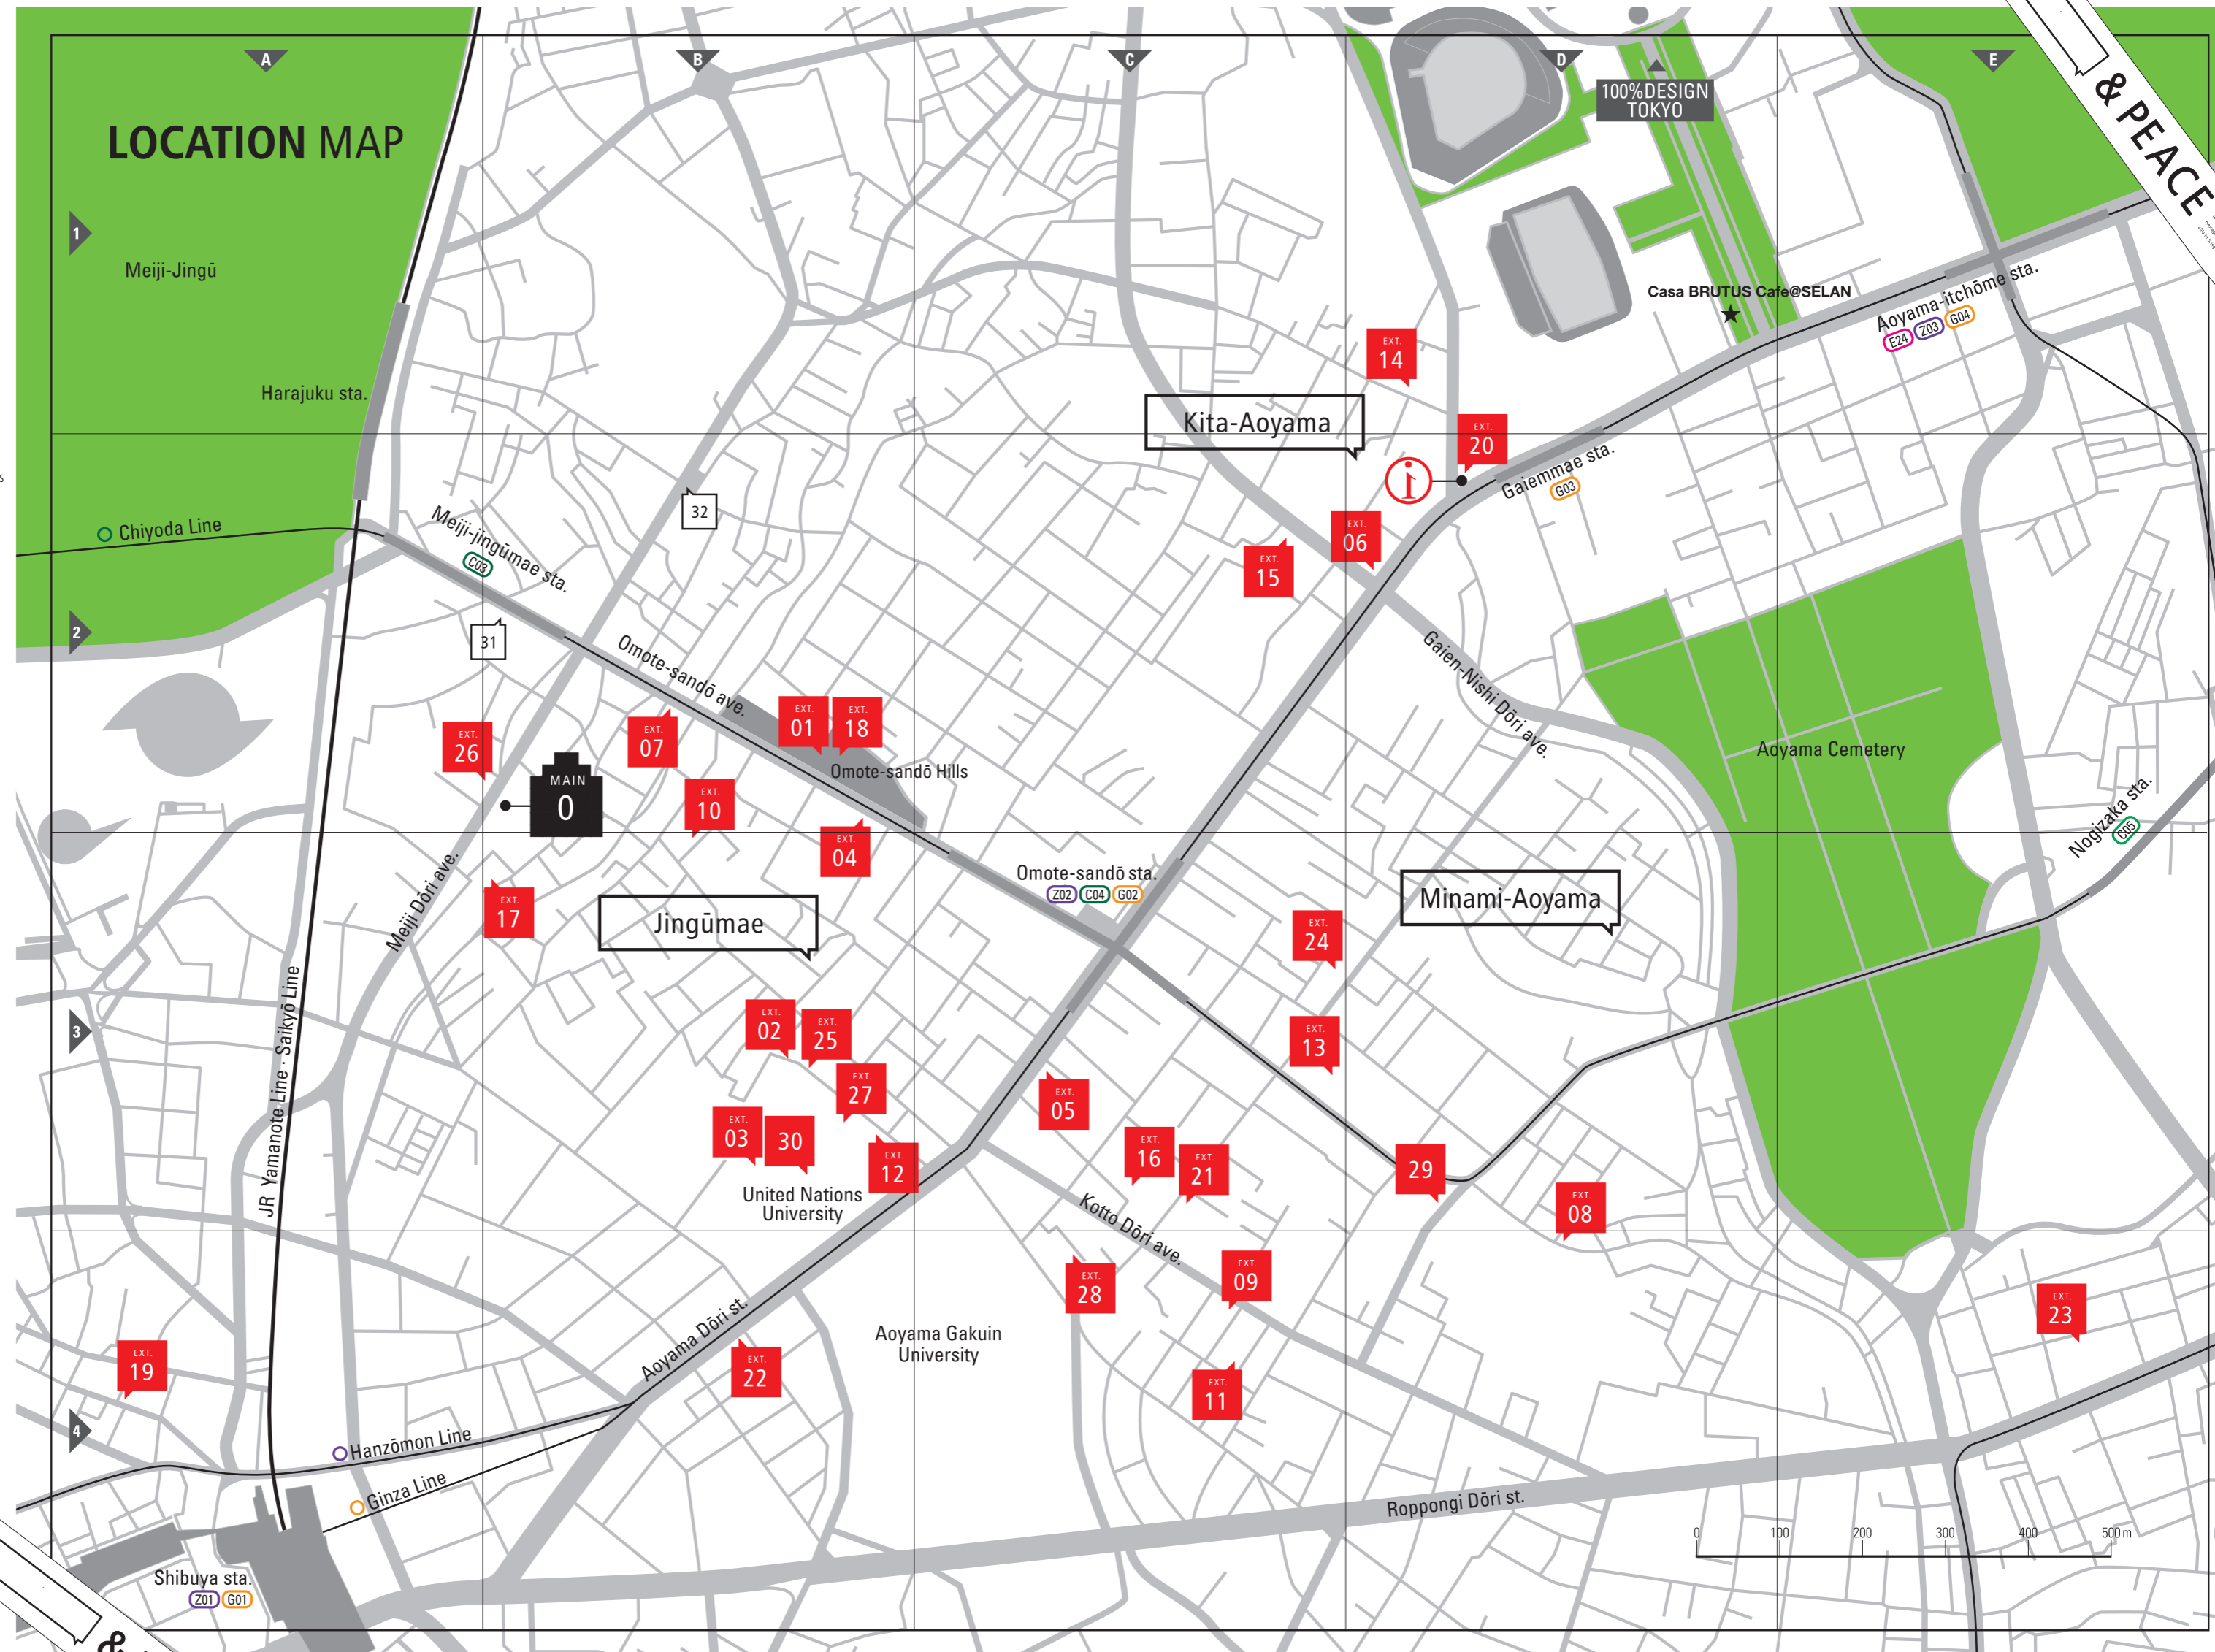 A
B
C
D
E
LOCATION MAP
100%DESIGN
TOKYO
& PEACE
1
Meiji-Jingū
Casa BRUTUS Cafe@SELAN
Aoyama-itchōme sta.
E24 Z03 G04
EXT.
14
Harajuku sta.
Kita-Aoyama
EXT.
20
Gaiemmae sta.
G03
i
Chiyoda Line
Meiji-jingūmae sta.
C03
32
EXT.
06
EXT.
15
2
31
Omote-sandō ave.
Gaien-Nishi Dōri ave.
EXT.
01
EXT.
18
EXT.
26
EXT.
07
Omote-sandō Hills
Aoyama Cemetery
MAIN
0
EXT.
10
EXT.
04
Nogizaka sta.
C05
Meiji Dōri ave.
Omote-sandō sta.
Z02 C04 G02
EXT.
17
Jingūmae
Minami-Aoyama
EXT.
24
3
JR Yamanote Line · Saikyō Line
EXT.
02
EXT.
25
EXT.
13
EXT.
27
EXT.
05
EXT.
03
30
EXT.
12
EXT.
16
EXT.
21
29
United Nations
University
EXT.
08
Kotto Dōri ave.
EXT.
28
EXT.
09
EXT.
23
Aoyama Dōri st.
Aoyama Gakuin
University
EXT.
19
EXT.
22
EXT.
11
4
Hanzōmon Line
Ginza Line
Roppongi Dōri st.
0 100 200 300 400 500m
Shibuya sta.
Z01 G01
&